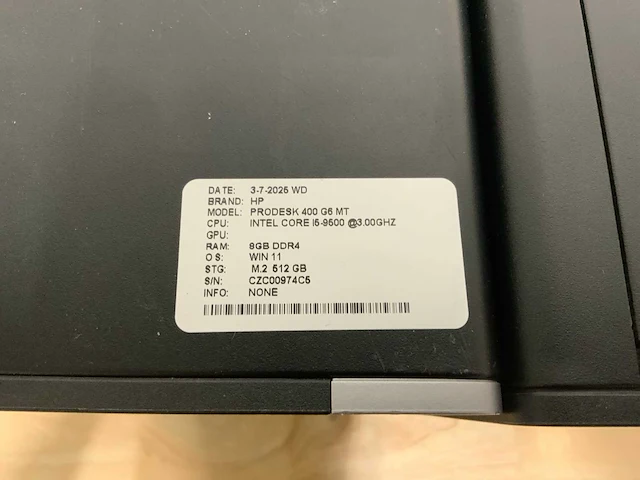 DATE: 3-7-2025 WD
BRAND: HP
MODEL: PRODESK 400 G6 MT
CPU: INTEL CORE I5-9500 @3.00GHZ
GPU:
RAM: 8GB DDR4
OS: WIN 11
STG: M.2 512 GB
S/N: CZC00974C5
INFO: NONE